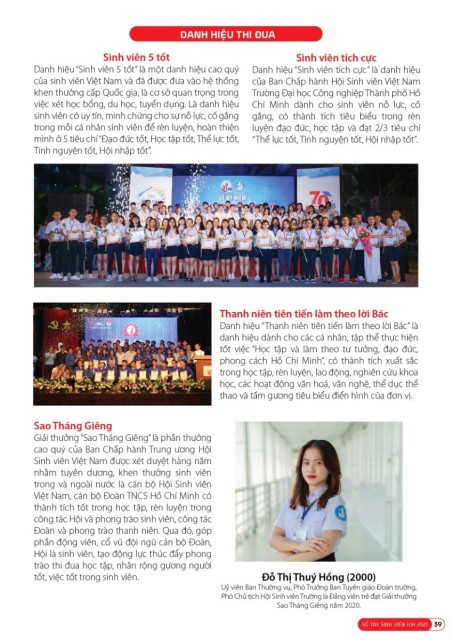 DANH HIỆU THI ĐUA
Sinh viên 5 tốt
Danh hiệu "Sinh viên 5 tốt" là một danh hiệu cao quý
của sinh viên Việt Nam và đã được đưa vào hệ thống
khen thưởng cấp Quốc gia, là cơ sở quan trọng trong
việc xét học bổng, du học, tuyển dụng. Là danh hiệu
sinh viên có uy tín, minh chứng cho sự nỗ lực, cố gắng
trong mỗi cá nhân sinh viên để rèn luyện, hoàn thiện
mình ở 5 tiêu chí "Đạo đức tốt, Học tập tốt, Thể lực tốt,
Tình nguyện tốt, Hội nhập tốt".
Sinh viên tích cực
Danh hiệu "Sinh viên tích cực" là danh hiệu
của Ban Chấp hành Hội Sinh viên Việt Nam
Trường Đại học Công nghiệp Thành phố Hồ
Chí Minh dành cho sinh viên nỗ lực, cố
gắng, có thành tích tiêu biểu trong rèn
luyện đạo đức, học tập và đạt 2/3 tiêu chí
"Thể lực tốt, Tình nguyện tốt, Hội nhập tốt".
Thanh niên tiên tiến làm theo lời Bác
Danh hiệu "Thanh niên tiên tiến làm theo lời Bác" là
danh hiệu dành cho các cá nhân, tập thể thực hiện
tốt việc "Học tập và làm theo tư tưởng, đạo đức,
phong cách Hồ Chí Minh", có thành tích xuất sắc
trong học tập, rèn luyện, lao động, nghiên cứu khoa
học, các hoạt động văn hoá, văn nghệ, thể dục thể
thao và tấm gương tiêu biểu điển hình của đơn vị.
Sao Tháng Giêng
Giải thưởng "Sao Tháng Giêng" là phần thưởng
cao quý của Ban Chấp hành Trung ương Hội
Sinh viên Việt Nam được xét duyệt hàng năm
nhằm tuyên dương, khen thưởng sinh viên
trong và ngoài nước là cán bộ Hội Sinh viên
Việt Nam, cán bộ Đoàn TNCS Hồ Chí Minh có
thành tích tốt trong học tập, rèn luyện trong
công tác Hội và phong trào sinh viên, công tác
Đoàn và phong trào thanh niên. Qua đó, góp
phần động viên, cổ vũ đội ngũ cán bộ Đoàn,
Hội là sinh viên, tạo động lực thúc đẩy phong
trào thi đua học tập, nhân rộng gương người
tốt, việc tốt trong sinh viên.
Đỗ Thị Thuý Hồng (2000)
Uỷ viên Ban Thường vụ, Phó Trưởng Ban Tuyên giáo Đoàn trường,
Phó Chủ tịch Hội Sinh viên Trường là Đảng viên trẻ đạt Giải thưởng
Sao Tháng Giêng năm 2020.
SỔ TAY SINH VIÊN IUH 2021 39